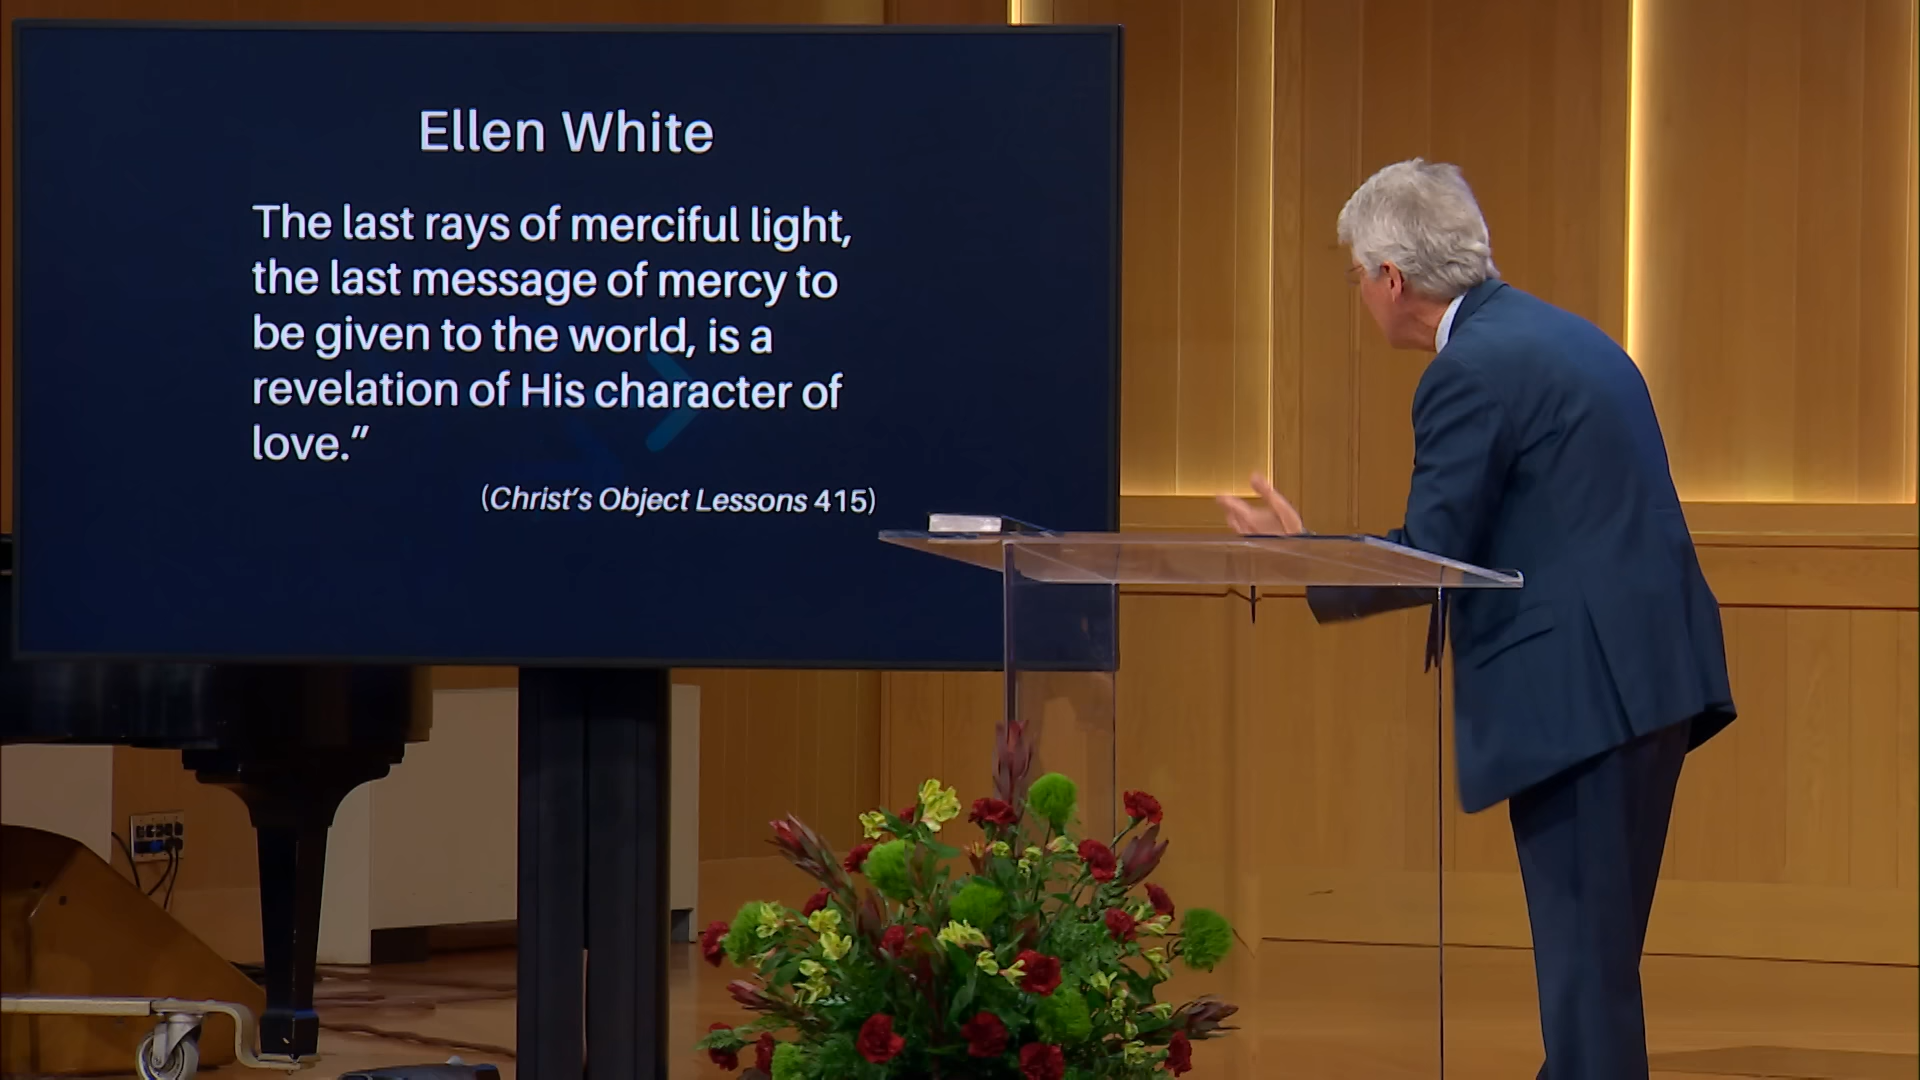 Ellen White
The last rays of merciful light,
the last message of mercy to
be given to the world, is a
revelation of His character of
love.”
(Christ’s Object Lessons 415)